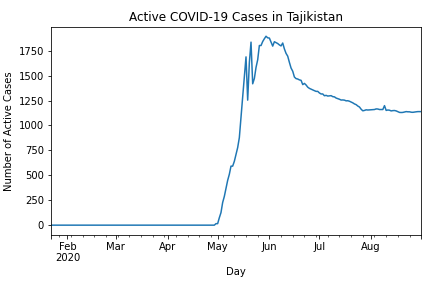 Active COVID-19 Cases in Tajikistan
Number of Active Cases
1750
1500
1250
1000
750
500
250
0
Feb Mar Apr May Jun Jul Aug
2020
Day